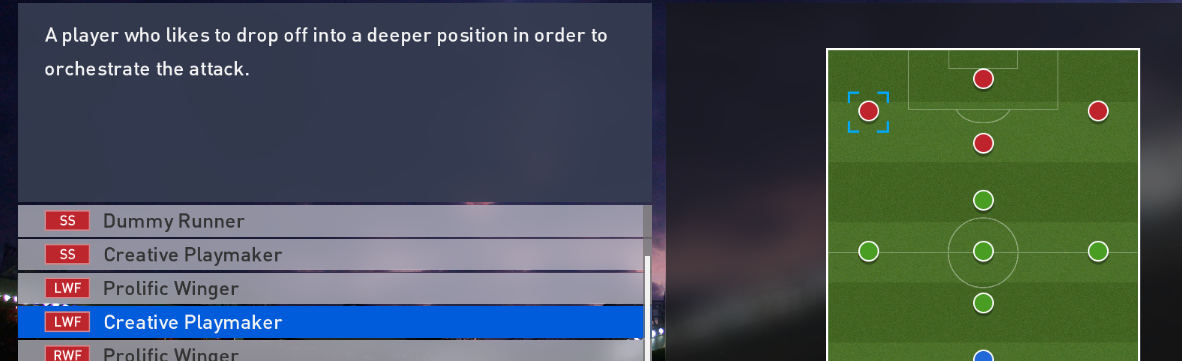 A player who likes to drop off into a deeper position in order to
orchestrate the attack.
SS Dummy Runner
SS Creative Playmaker
LWF Prolific Winger
LWF Creative Playmaker
RWF Prolific Winger